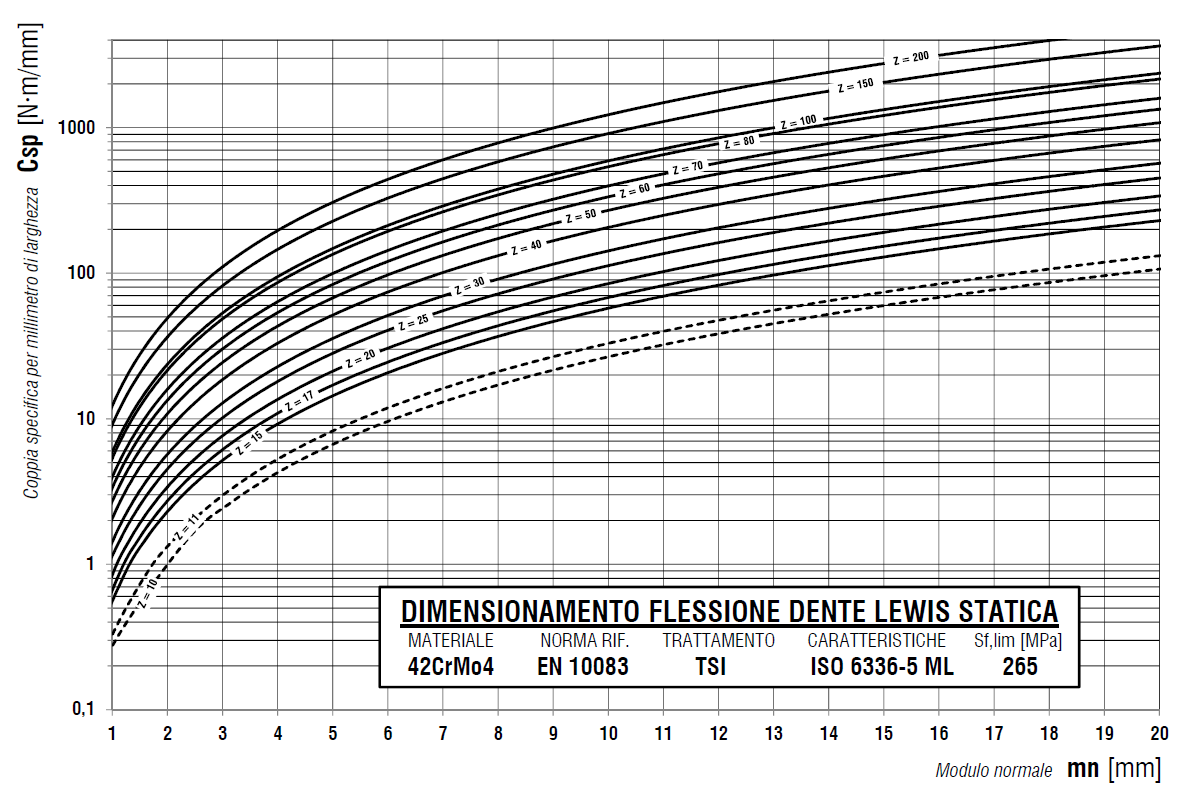 Coppia specifica per millimetro di larghezza Csp [N·m/mm]
1000
100
10
1
0,1
Z = 200
Z = 150
Z = 100
Z = 80
Z = 70
Z = 60
Z = 50
Z = 40
Z = 30
Z = 25
Z = 20
Z = 17
Z = 15
Z = 11
Z = 10
DIMENSIONAMENTO FLESSIONE DENTE LEWIS STATICA
MATERIALE NORMA RIF. TRATTAMENTO CARATTERISTICHE Sf,lim [MPa]
42CrMo4 EN 10083 TSI ISO 6336-5 ML 265
1 2 3 4 5 6 7 8 9 10 11 12 13 14 15 16 17 18 19 20
Modulo normale mn [mm]